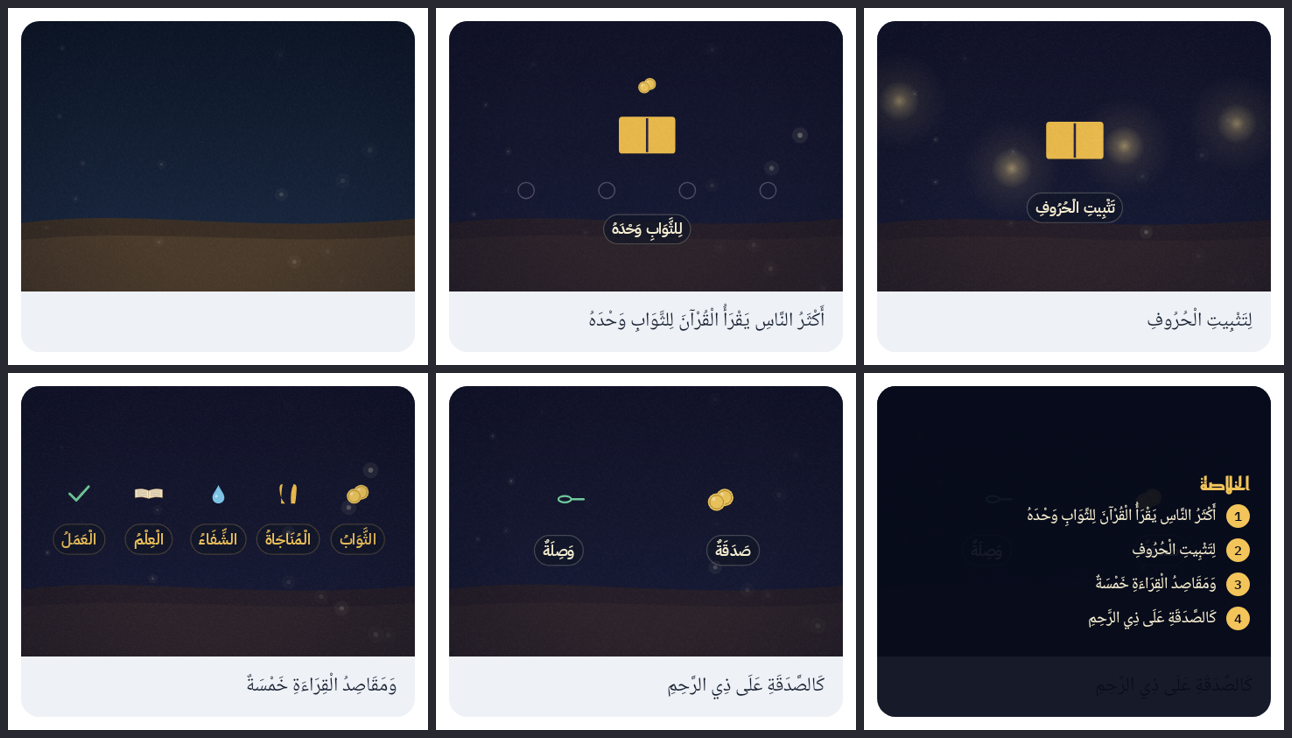 لِلثَّوَابِ وَحْدَهُ
أَكْثَرُ النَّاسِ يَقْرَأُ الْقُرْآنَ لِلثَّوَابِ وَحْدَهُ
تَثْبِيتِ الْحُرُوفِ
لِتَثْبِيتِ الْحُرُوفِ
الثَّوَابُ الْمُنَاجَاةُ الشِّفَاءُ الْعِلْمُ الْعَمَلُ
وَمَقَاصِدُ الْقِرَاءَةِ خَمْسَةٌ
صَدَقَةٌ وَصِلَةٌ
كَالصَّدَقَةِ عَلَى ذِي الرَّحِمِ
الخلاصة
1 أَكْثَرُ النَّاسِ يَقْرَأُ الْقُرْآنَ لِلثَّوَابِ وَحْدَهُ
2 لِتَثْبِيتِ الْحُرُوفِ
3 وَمَقَاصِدُ الْقِرَاءَةِ خَمْسَةٌ
4 كَالصَّدَقَةِ عَلَى ذِي الرَّحِمِ
وَصِلَةٌ
كَالصَّدَقَةِ عَلَى ذِي الرَّحِمِ